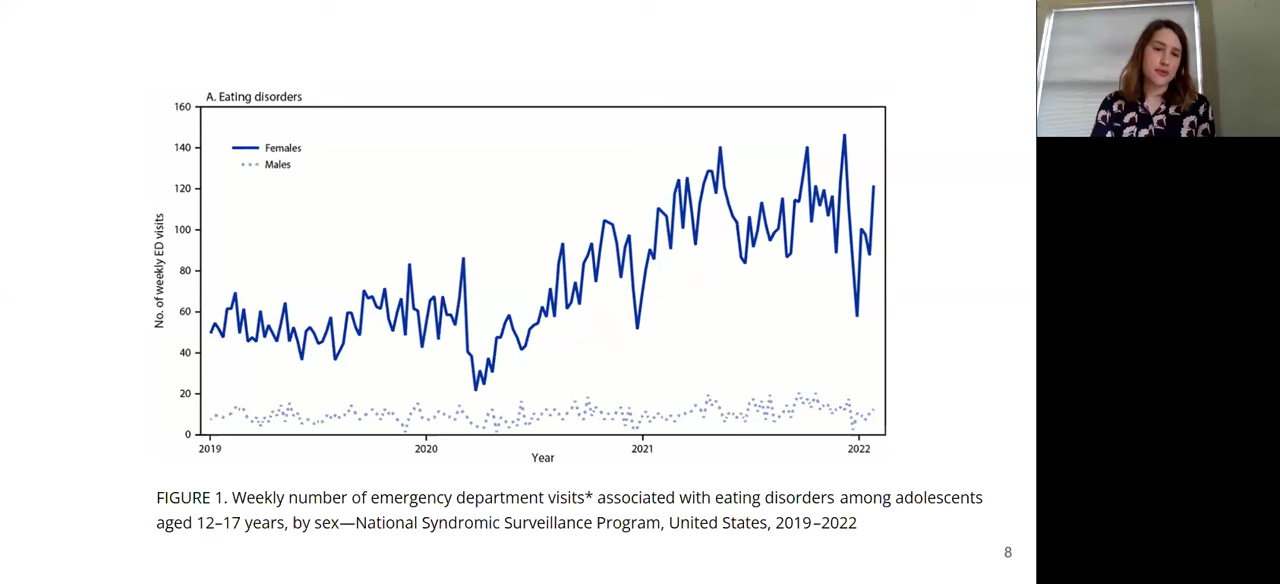 A. Eating disorders
160
140
120
100
80
60
40
20
0
No. of weekly ED visits
Females
Males
2019
2020
2021
2022
Year
FIGURE 1. Weekly number of emergency department visits* associated with eating disorders among adolescents
aged 12–17 years, by sex—National Syndromic Surveillance Program, United States, 2019–2022
8